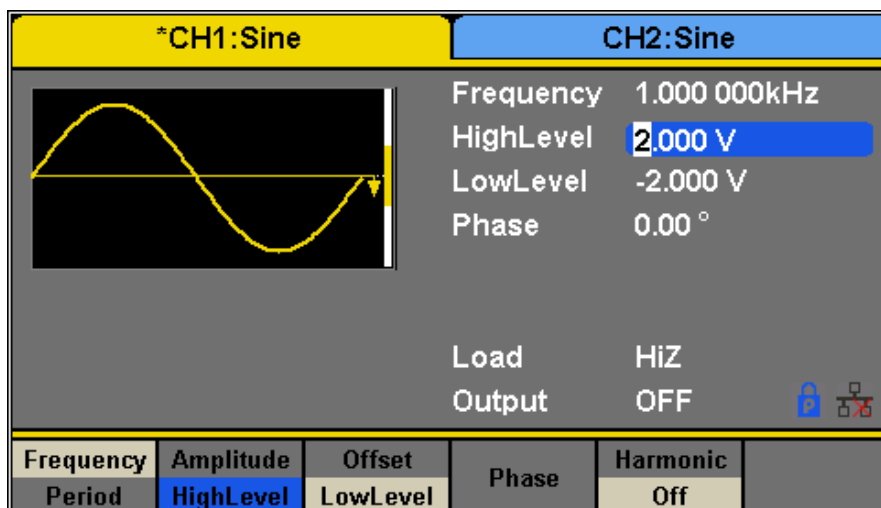 *CH1:Sine
CH2:Sine
Frequency 1.000 000kHz
HighLevel 2.000 V
LowLevel -2.000 V
Phase 0.00 °
Load HiZ
Output OFF
P
Frequency Amplitude Offset Phase Harmonic
Period HighLevel LowLevel Off